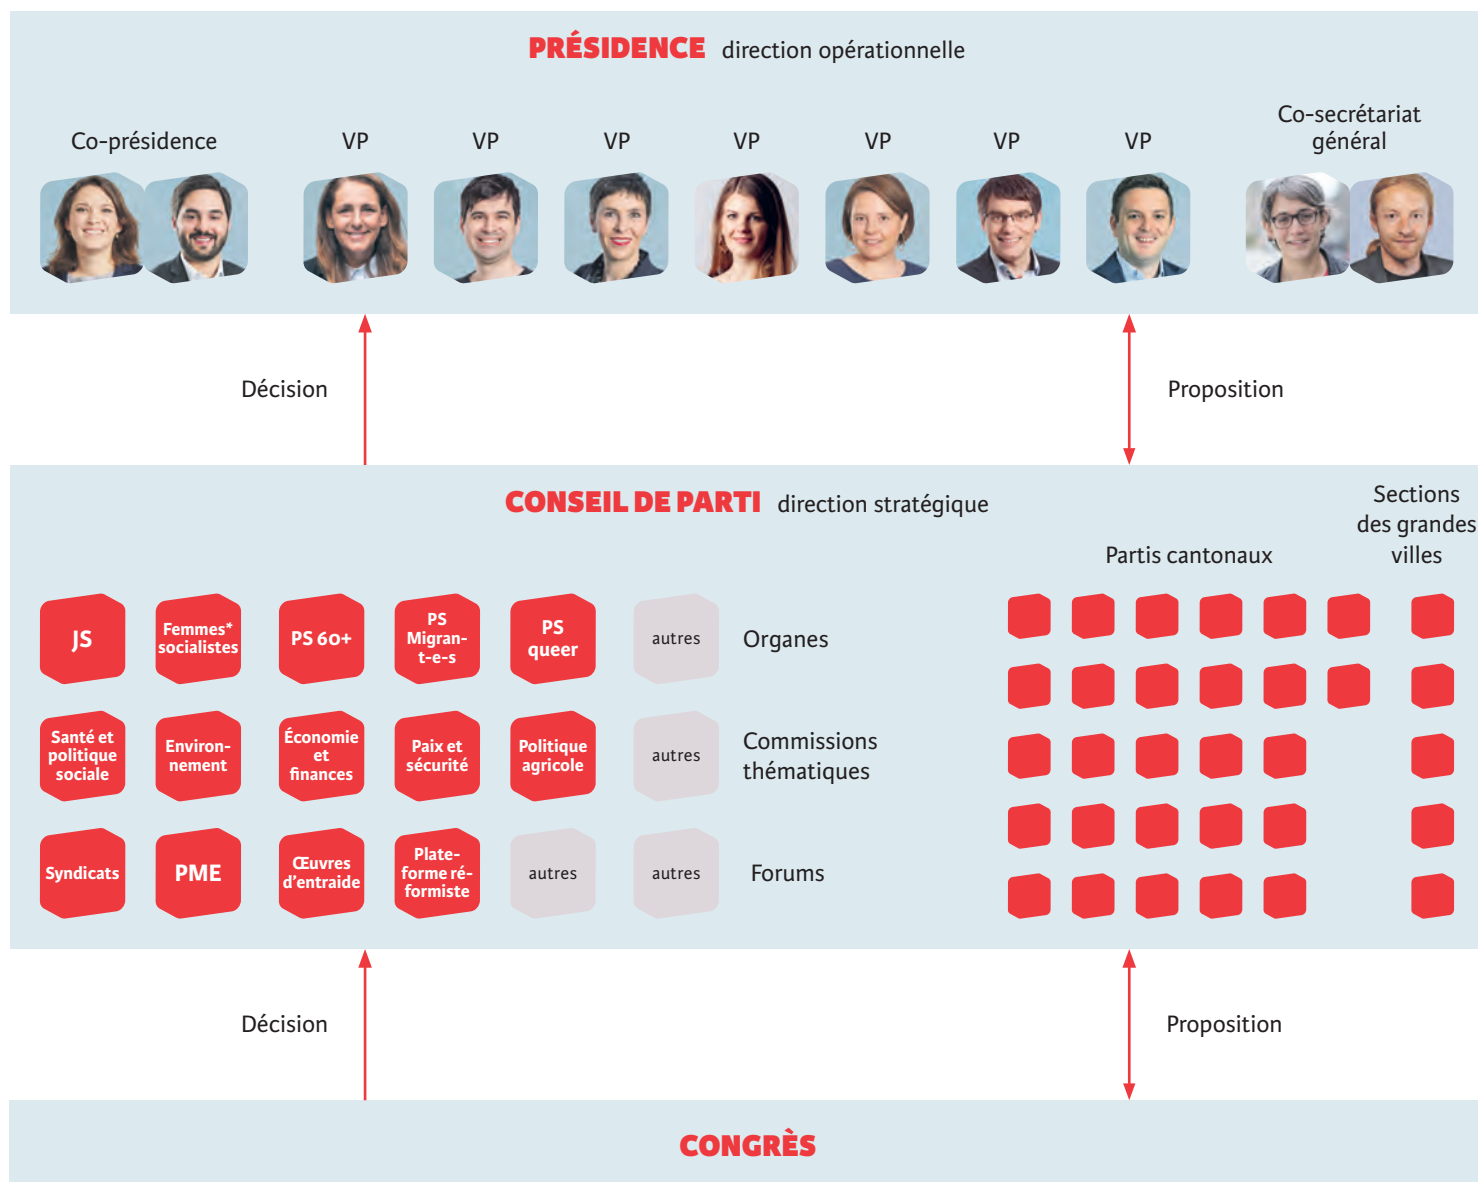 PRÉSIDENCE direction opérationnelle
Co-présidence
VP
VP
VP
VP
VP
VP
VP
Co-secrétariat
général
Décision
Proposition
CONSEIL DE PARTI direction stratégique
Partis cantonaux
Sections
des grandes
villes
JS
Femmes*
socialistes
PS 60+
PS
Migran-
t-e-s
PS
queer
autres
Organes
Santé et
politique
sociale
Environ-
nement
Économie
et
finances
Paix et
sécurité
Politique
agricole
autres
Commissions
thématiques
Syndicats
PME
Œuvres
d'entraide
Plate-
forme ré-
formiste
autres
autres
Forums
Décision
Proposition
CONGRÈS